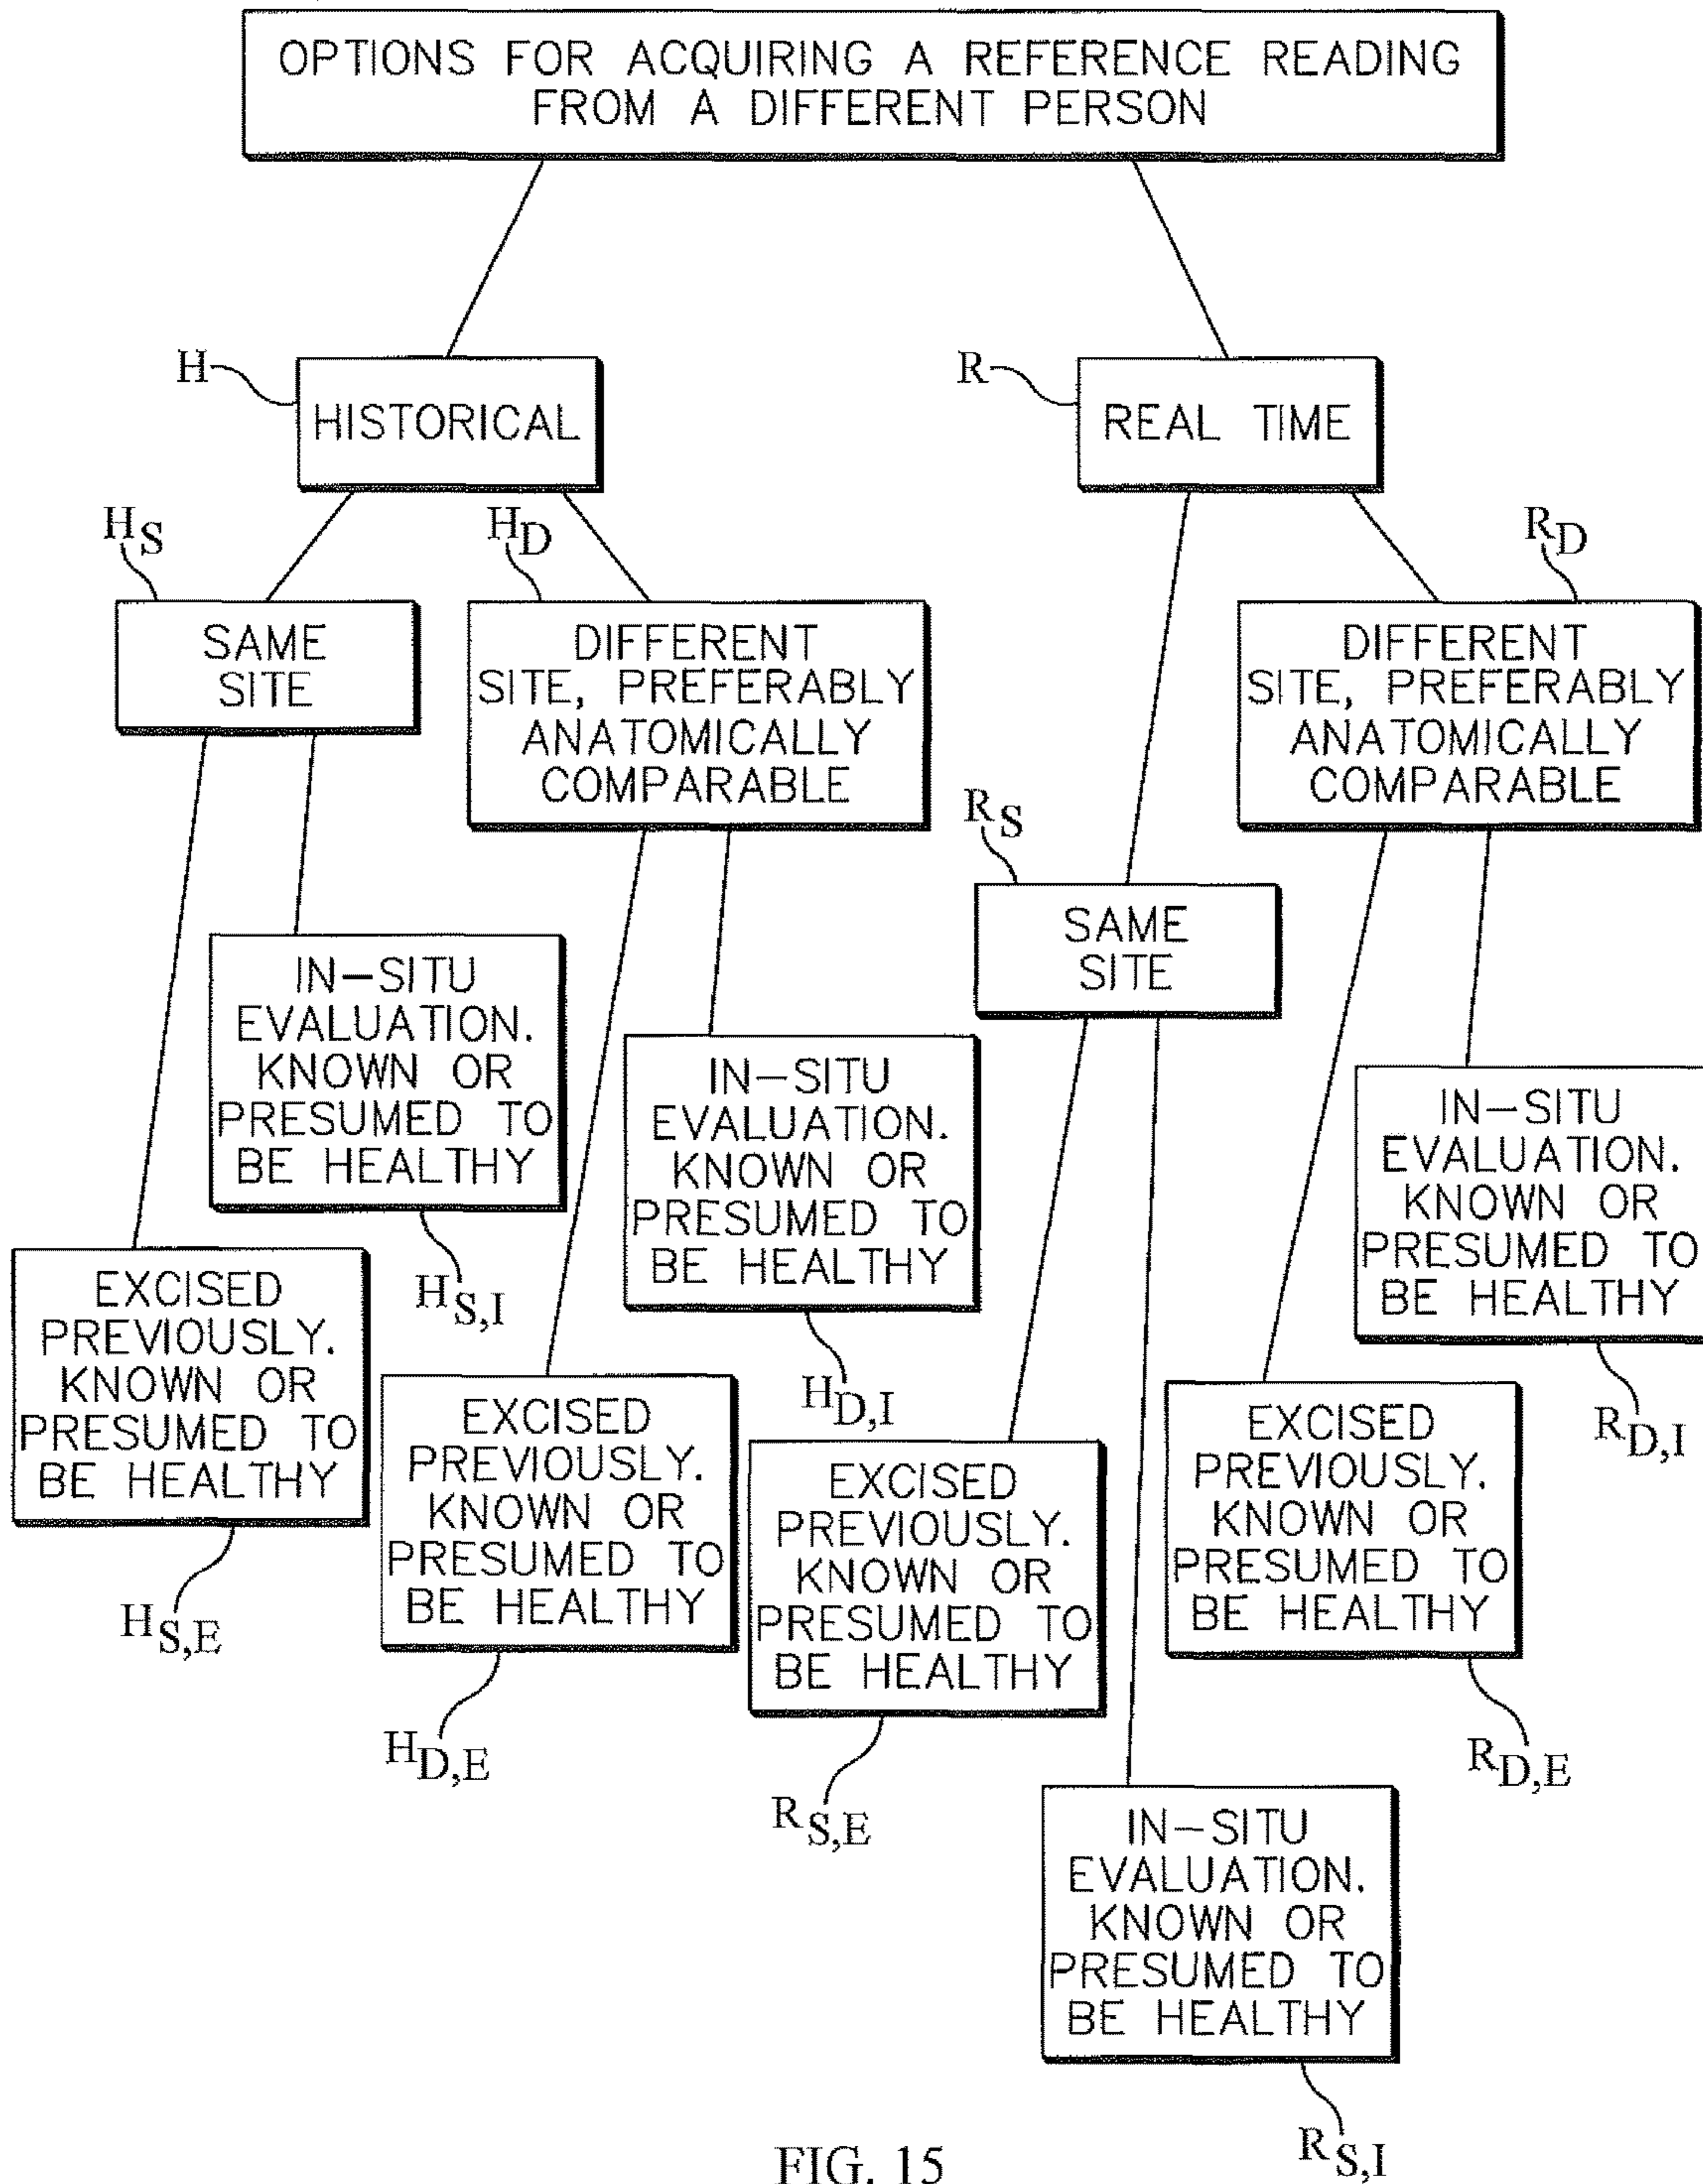 OPTIONS FOR ACQUIRING A REFERENCE READING
FROM A DIFFERENT PERSON
H
HISTORICAL
R
REAL TIME
HS
SAME
SITE
HD
DIFFERENT
SITE, PREFERABLY
ANATOMICALLY
COMPARABLE
RD
DIFFERENT
SITE, PREFERABLY
ANATOMICALLY
COMPARABLE
RS
SAME
SITE
IN-SITU
EVALUATION.
KNOWN OR
PRESUMED TO
BE HEALTHY
HS,I
IN-SITU
EVALUATION.
KNOWN OR
PRESUMED TO
BE HEALTHY
HD,I
IN-SITU
EVALUATION.
KNOWN OR
PRESUMED TO
BE HEALTHY
RD,I
EXCISED
PREVIOUSLY.
KNOWN OR
PRESUMED TO
BE HEALTHY
HS,E
EXCISED
PREVIOUSLY.
KNOWN OR
PRESUMED TO
BE HEALTHY
HD,E
EXCISED
PREVIOUSLY.
KNOWN OR
PRESUMED TO
BE HEALTHY
RS,E
EXCISED
PREVIOUSLY.
KNOWN OR
PRESUMED TO
BE HEALTHY
RD,E
IN-SITU
EVALUATION.
KNOWN OR
PRESUMED TO
BE HEALTHY
RS,I
FIG. 15